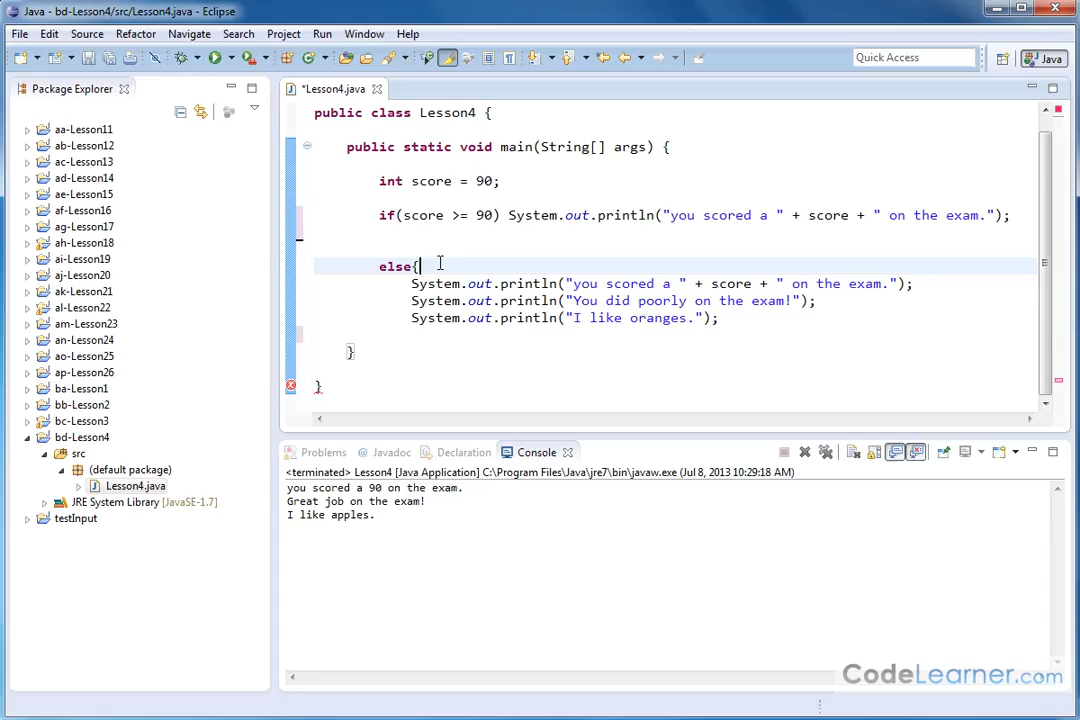 Java - bd-Lesson4/src/Lesson4.java - Eclipse
File Edit Source Refactor Navigate Search Project Run Window Help
Quick Access Java
Package Explorer
*Lesson4.java
aa-Lesson11
ab-Lesson12
ac-Lesson13
ad-Lesson14
ae-Lesson15
af-Lesson16
ag-Lesson17
ah-Lesson18
ai-Lesson19
aj-Lesson20
ak-Lesson21
al-Lesson22
am-Lesson23
an-Lesson24
ao-Lesson25
ap-Lesson26
ba-Lesson1
bb-Lesson2
bc-Lesson3
bd-Lesson4
src
(default package)
Lesson4.java
JRE System Library [JavaSE-1.7]
testInput
public class Lesson4 {
public static void main(String[] args) {
int score = 90;
if(score >= 90) System.out.println("you scored a " + score + " on the exam.");
else{
System.out.println("you scored a " + score + " on the exam.");
System.out.println("You did poorly on the exam!");
System.out.println("I like oranges.");
}
}
Problems @ Javadoc Declaration Console
<terminated> Lesson4 [Java Application] C:\Program Files\Java\jre7\bin\javaw.exe (Jul 8, 2013 10:29:18 AM)
you scored a 90 on the exam.
Great job on the exam!
I like apples.
CodeLearner.com